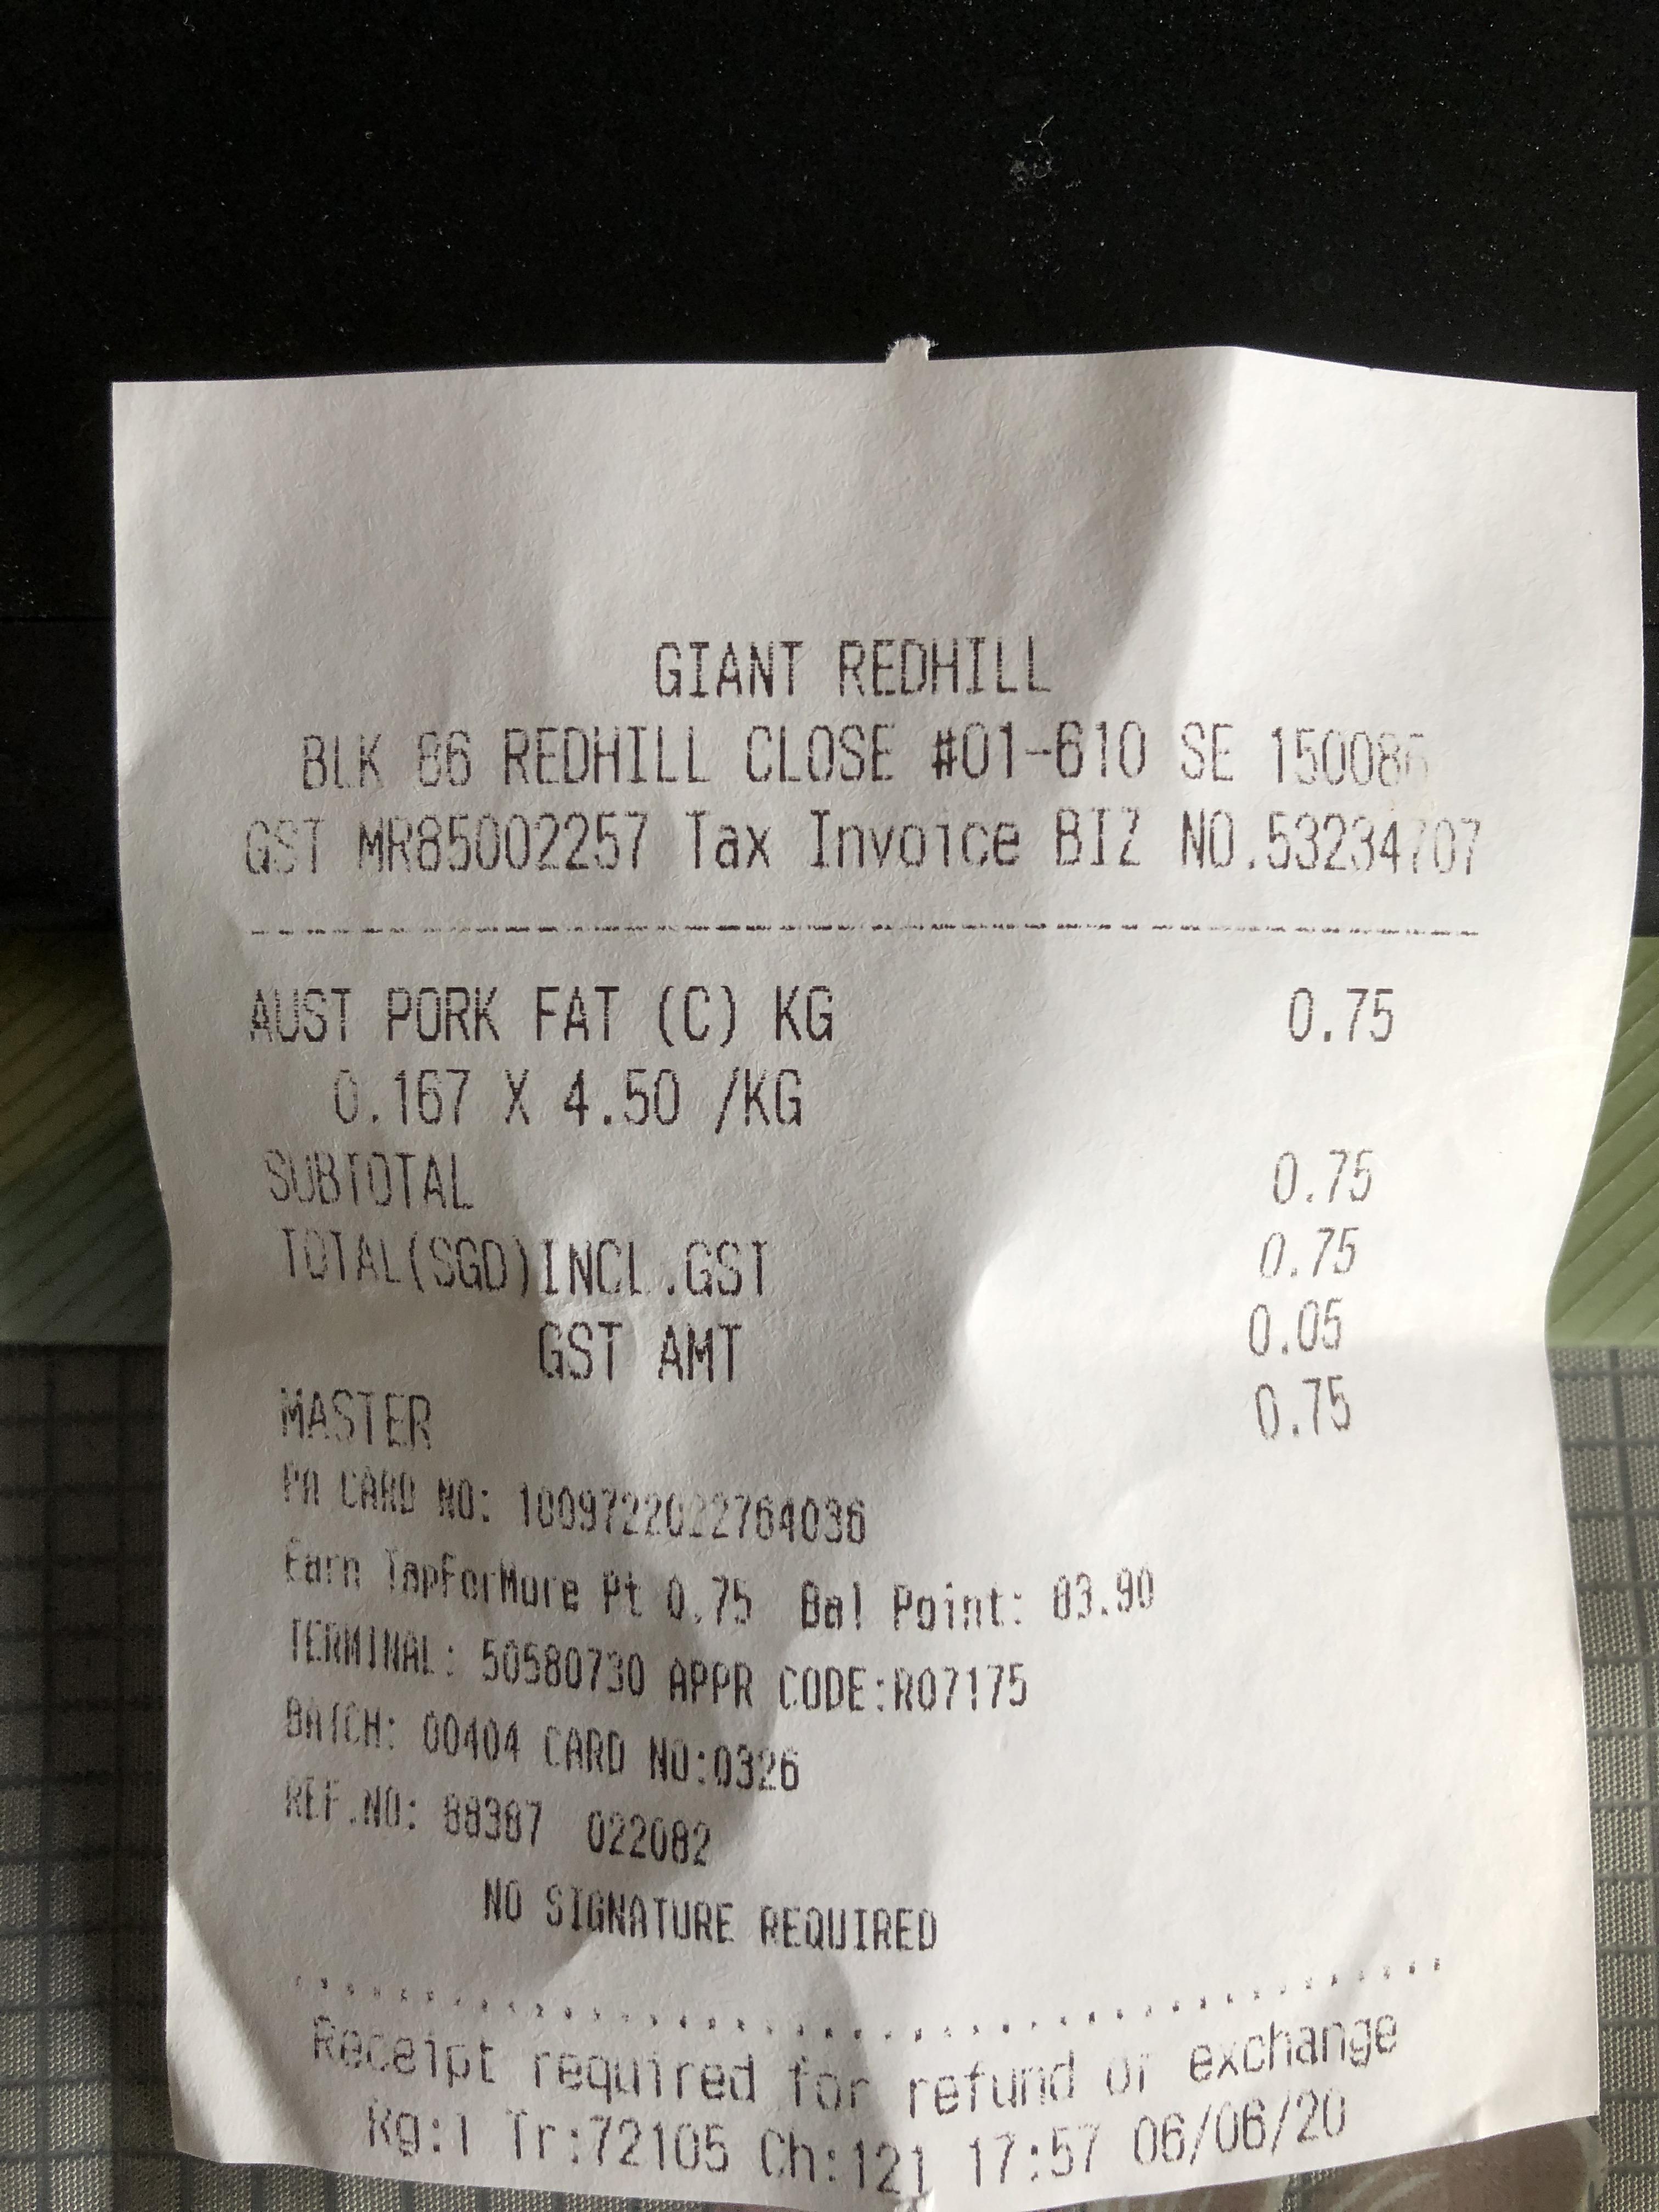 GIANT REDHILL
BLK 86 REDHILL CLOSE #01-610 SE 150086
GST MR85002257 Tax Invoice BIZ NO.53234707
AUST PORK FAT (C) KG 0.75
0.167 X 4.50 /KG
SUBTOTAL 0.75
TOTAL(SGD)INCL.GST 0.75
GST AMT 0.05
MASTER 0.75
PA CARD NO: 1009722022764036
Earn TapForMore Pt 0.75 Bal Point: 83.90
TERMINAL: 50580730 APPR CODE:R07175
BATCH: 00404 CARD NO:0326
REF.NO: 88387 022082
NO SIGNATURE REQUIRED
Receipt required for refund or exchange
Rg:1 Tr:72105 Ch:121 17:57 06/06/20